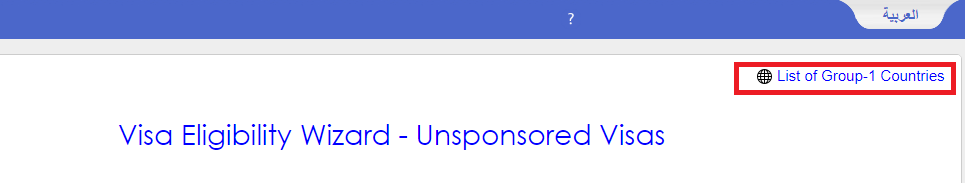 العربية
?
List of Group-1 Countries
Visa Eligibility Wizard - Unsponsored Visas